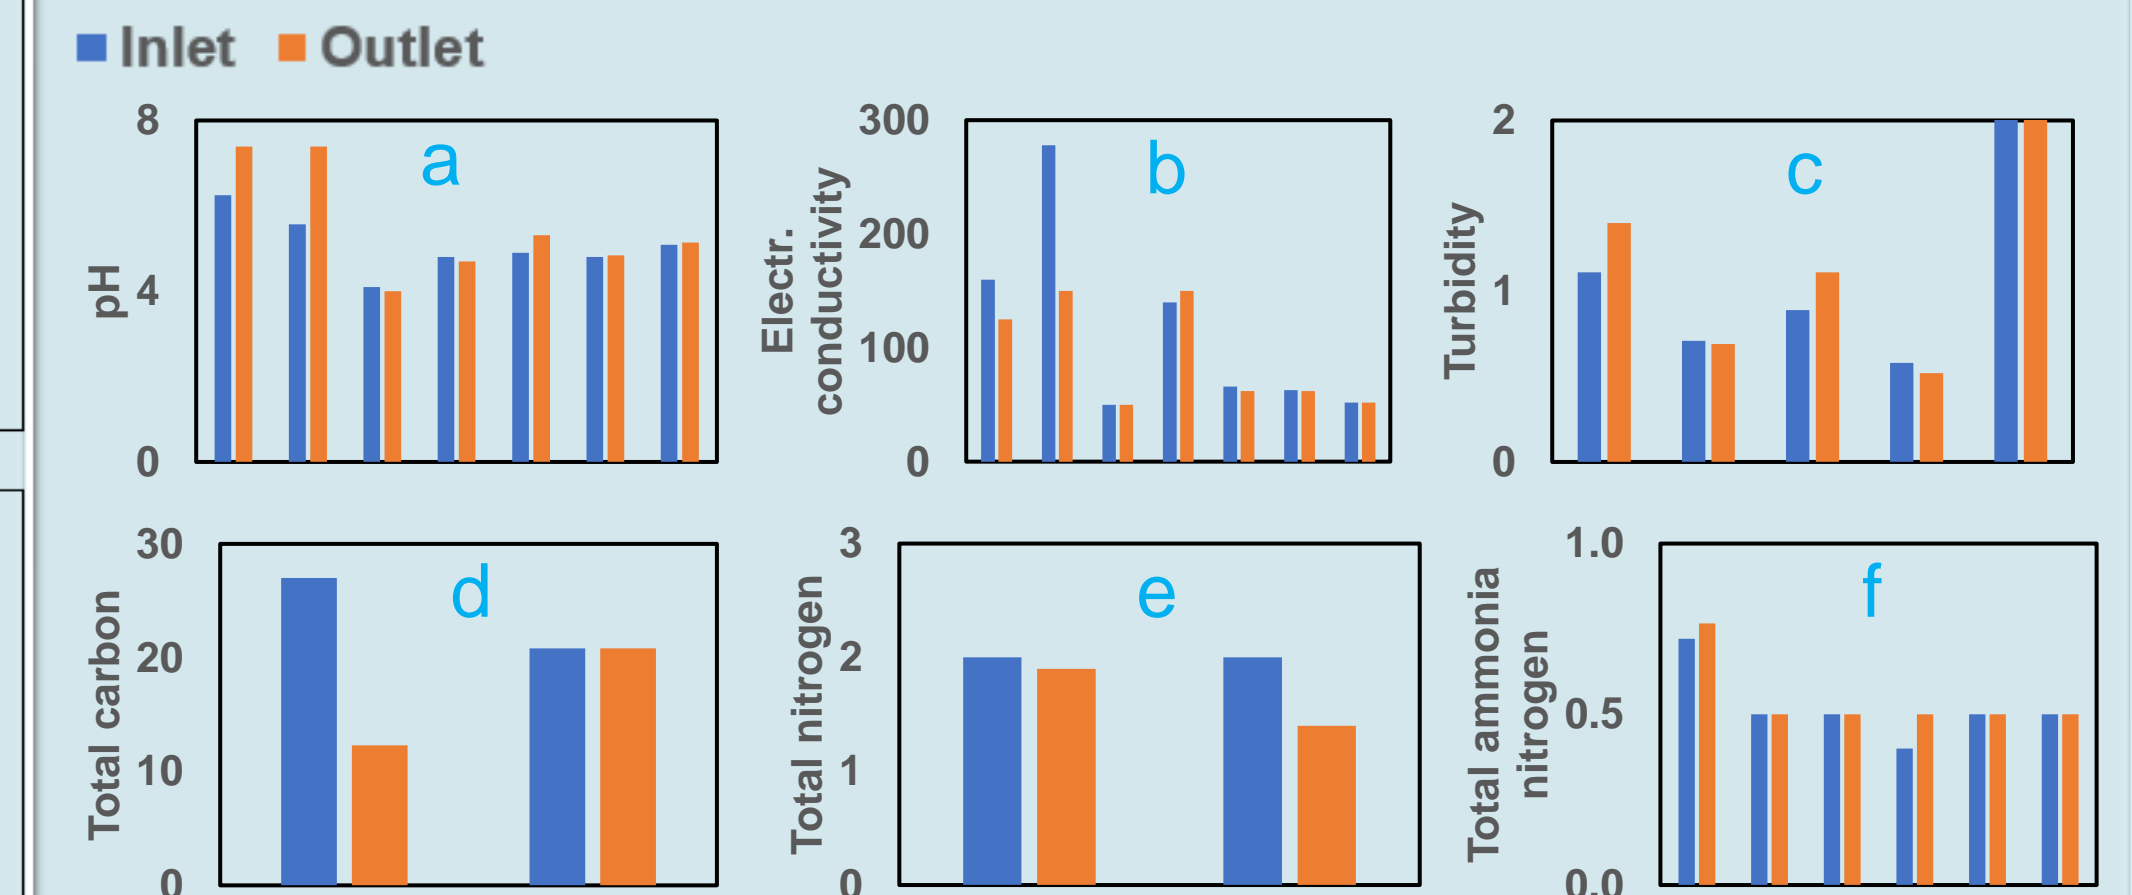 Inlet Outlet
pH
8
4
0
a
Electr.
conductivity
300
200
100
0
b
Turbidity
2
1
0
c
Total carbon
30
20
10
0
d
Total nitrogen
3
2
1
0
e
Total ammonia
nitrogen
1.0
0.5
0.0
f